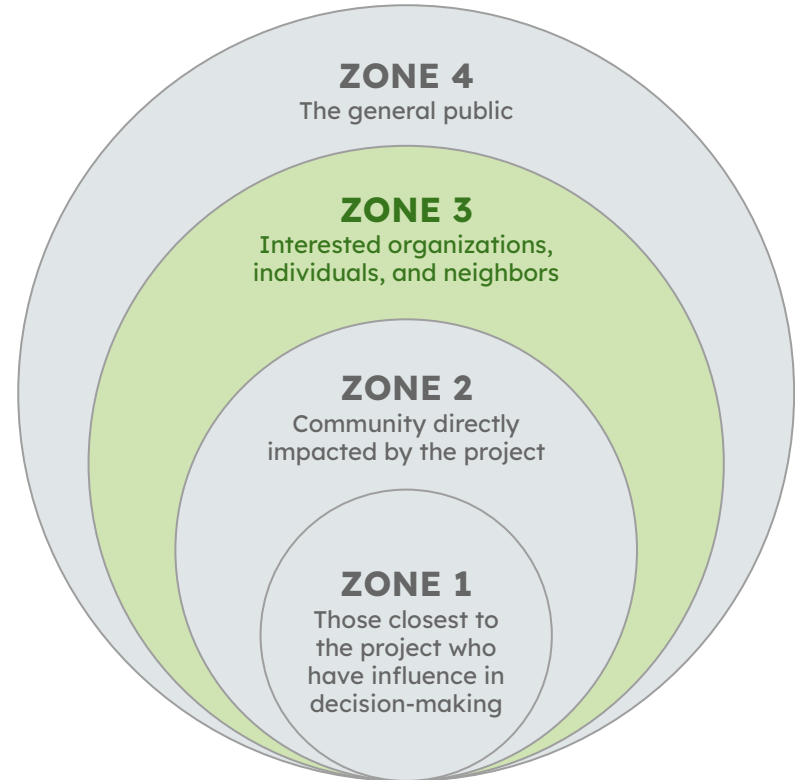 ZONE 4
The general public
ZONE 3
Interested organizations,
individuals, and neighbors
ZONE 2
Community directly
impacted by the project
ZONE 1
Those closest to
the project who
have influence in
decision-making